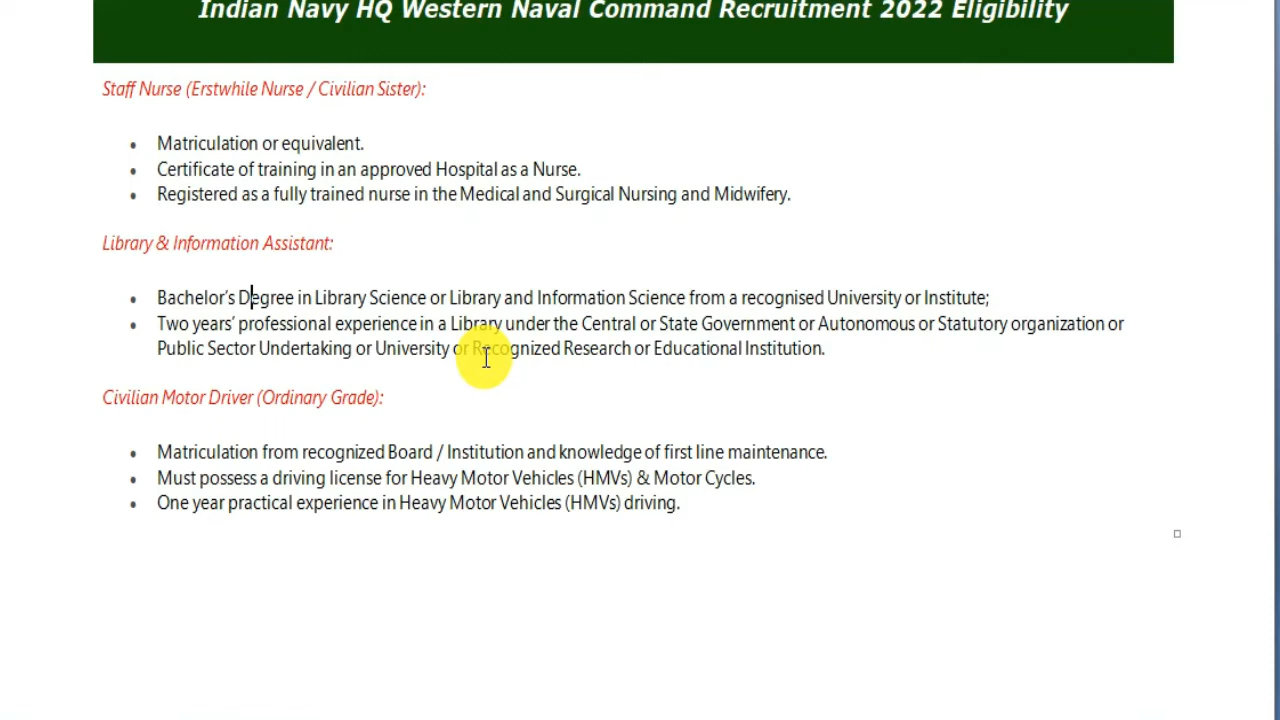 Indian Navy HQ Western Naval Command Recruitment 2022 Eligibility
Staff Nurse (Erstwhile Nurse / Civilian Sister):
• Matriculation or equivalent.
• Certificate of training in an approved Hospital as a Nurse.
• Registered as a fully trained nurse in the Medical and Surgical Nursing and Midwifery.
Library & Information Assistant:
• Bachelor's Degree in Library Science or Library and Information Science from a recognised University or Institute;
• Two years' professional experience in a Library under the Central or State Government or Autonomous or Statutory organization or
Public Sector Undertaking or University or Recognized Research or Educational Institution.
Civilian Motor Driver (Ordinary Grade):
• Matriculation from recognized Board / Institution and knowledge of first line maintenance.
• Must possess a driving license for Heavy Motor Vehicles (HMVs) & Motor Cycles.
• One year practical experience in Heavy Motor Vehicles (HMVs) driving.